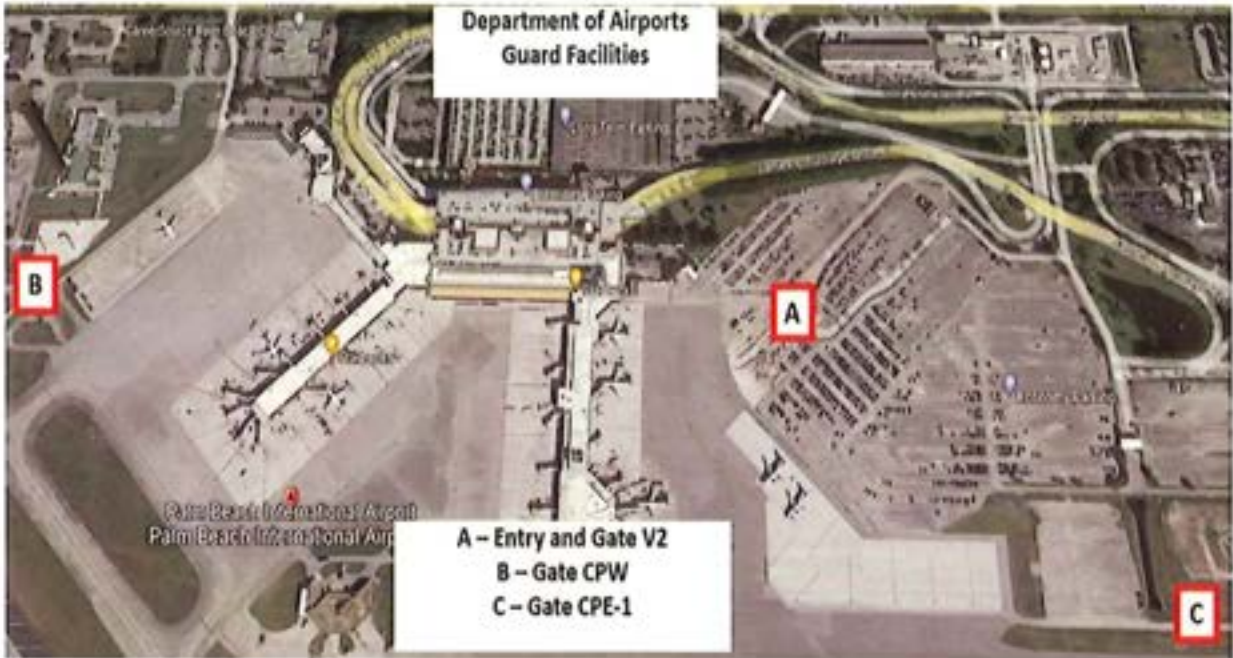 Department of Airports
Guard Facilities
B
A
Palm Beach International Airport
Palm Beach International Airp
A – Entry and Gate V2
B – Gate CPW
C – Gate CPE-1
C